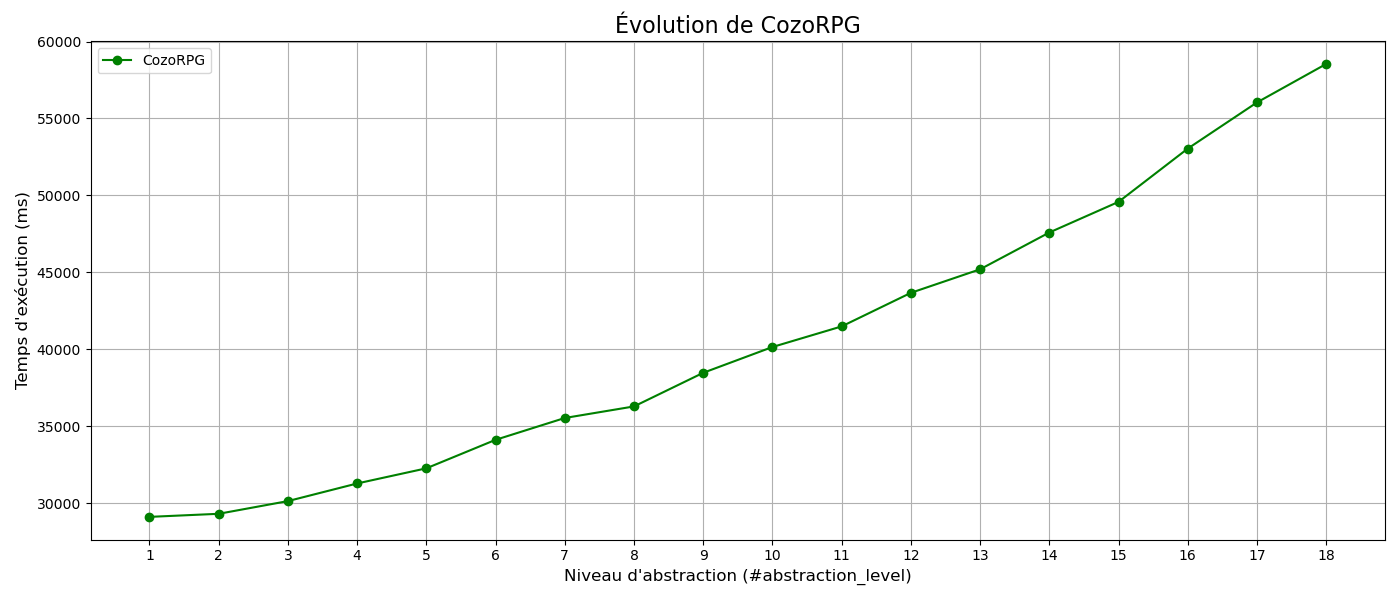 Évolution de CozoRPG
CozoRPG
60000
55000
50000
45000
40000
35000
30000
Temps d'exécution (ms)
1 2 3 4 5 6 7 8 9 10 11 12 13 14 15 16 17 18
Niveau d'abstraction (#abstraction_level)